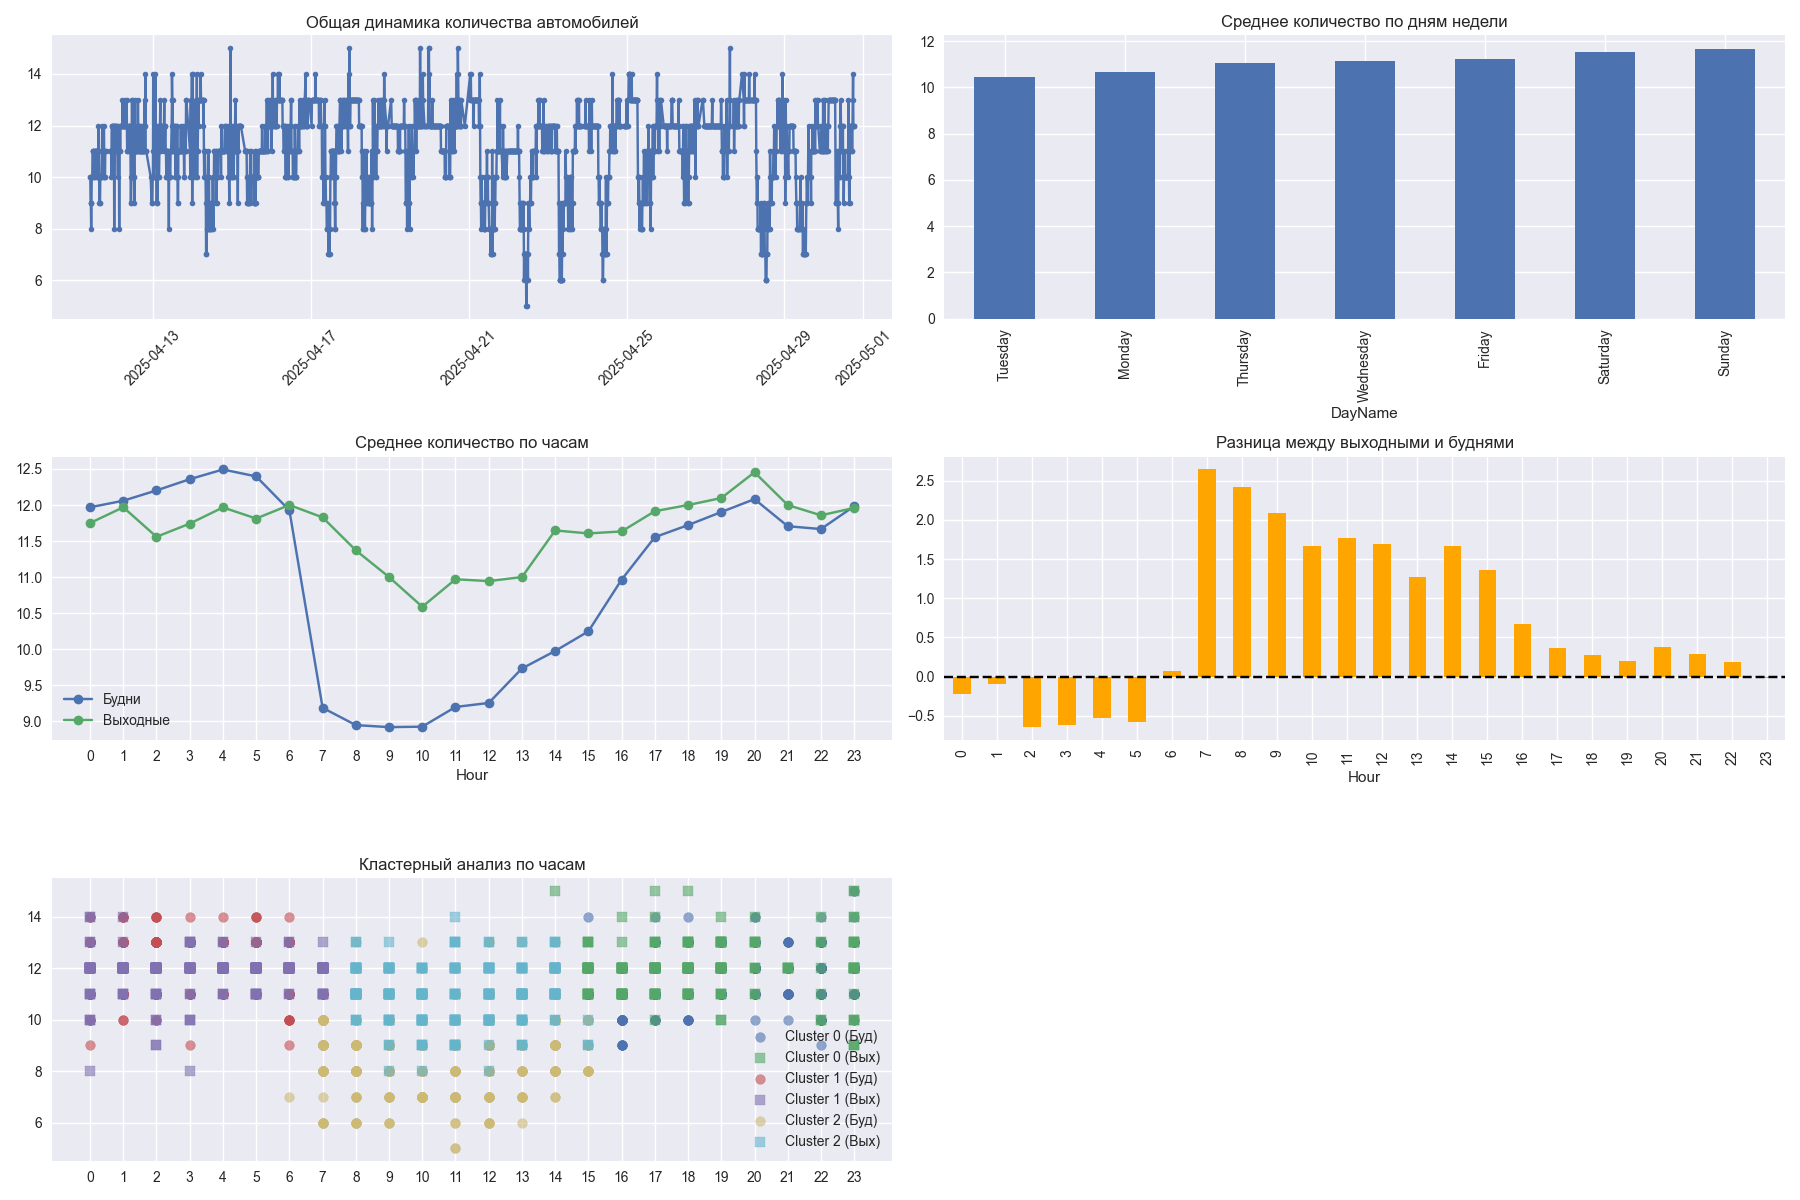 Общая динамика количества автомобилей
14
12
10
8
6
2025-04-13
2025-04-17
2025-04-21
2025-04-25
2025-04-29
2025-05-01
Среднее количество по дням недели
12
10
8
6
4
2
0
Tuesday
Monday
Thursday
Wednesday
Friday
Saturday
Sunday
DayName
Среднее количество по часам
12.5
12.0
11.5
11.0
10.5
10.0
9.5
9.0
Будни
Выходные
0 1 2 3 4 5 6 7 8 9 10 11 12 13 14 15 16 17 18 19 20 21 22 23
Hour
Разница между выходными и буднями
2.5
2.0
1.5
1.0
0.5
0.0
−0.5
0 1 2 3 4 5 6 7 8 9 10 11 12 13 14 15 16 17 18 19 20 21 22 23
Hour
Кластерный анализ по часам
14
12
10
8
6
Cluster 0 (Буд)
Cluster 0 (Вых)
Cluster 1 (Буд)
Cluster 1 (Вых)
Cluster 2 (Буд)
Cluster 2 (Вых)
0 1 2 3 4 5 6 7 8 9 10 11 12 13 14 15 16 17 18 19 20 21 22 23